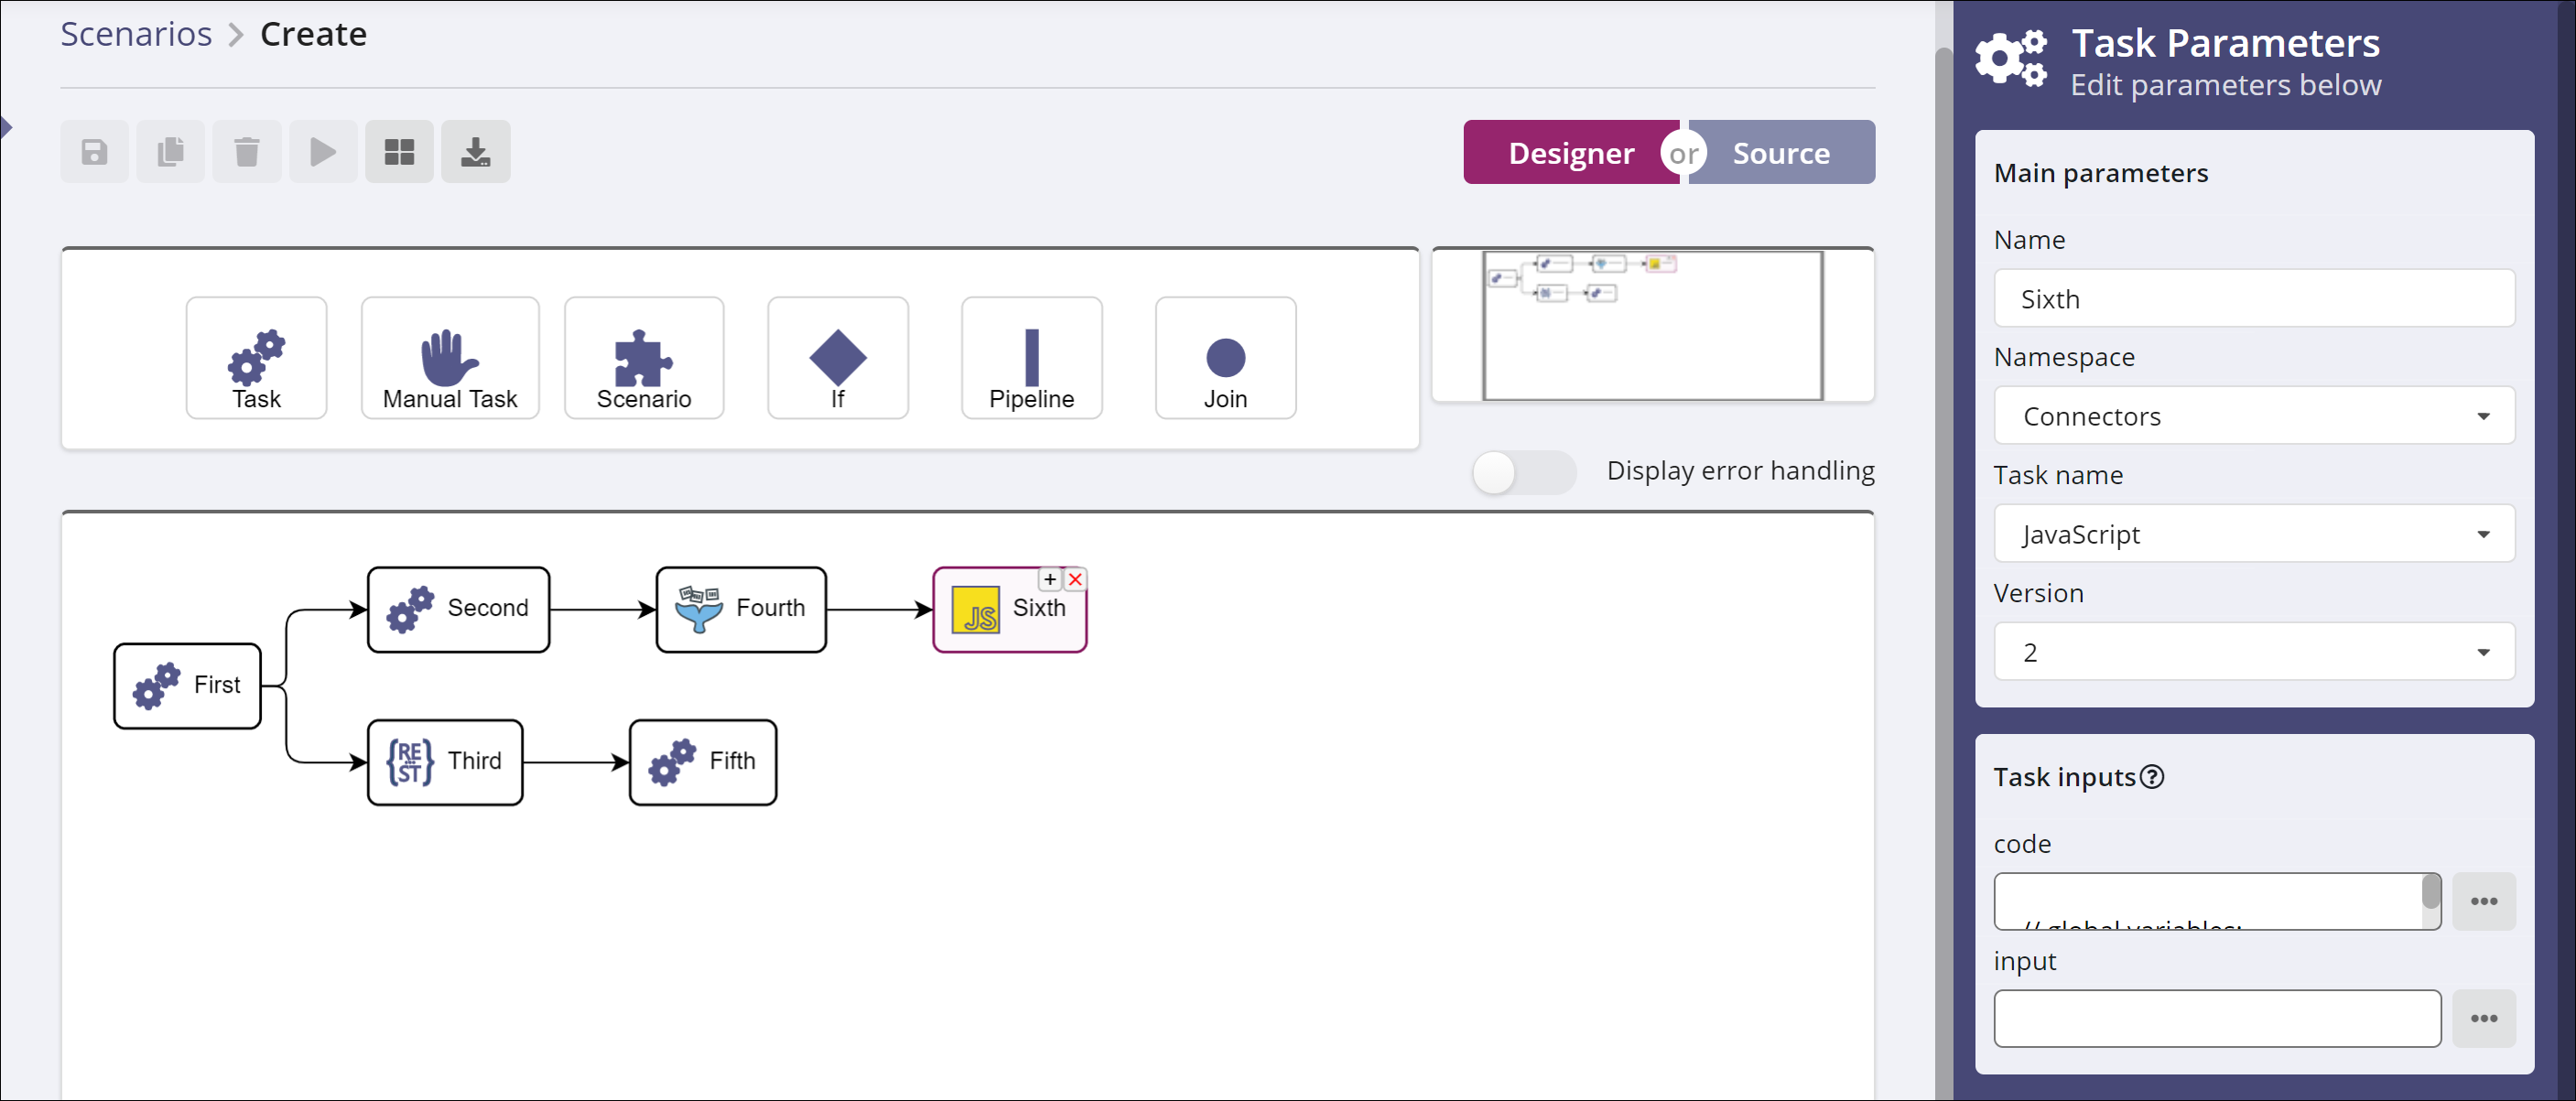 Scenarios > Create
Designer or Source
Task
Manual Task
Scenario
If
Pipeline
Join
Display error handling
First
Second
Fourth
JS
Sixth
{REST}
Third
Fifth
Task Parameters
Edit parameters below
Main parameters
Name
Sixth
Namespace
Connectors
Task name
JavaScript
Version
2
Task inputs?
code
// global variables:
input